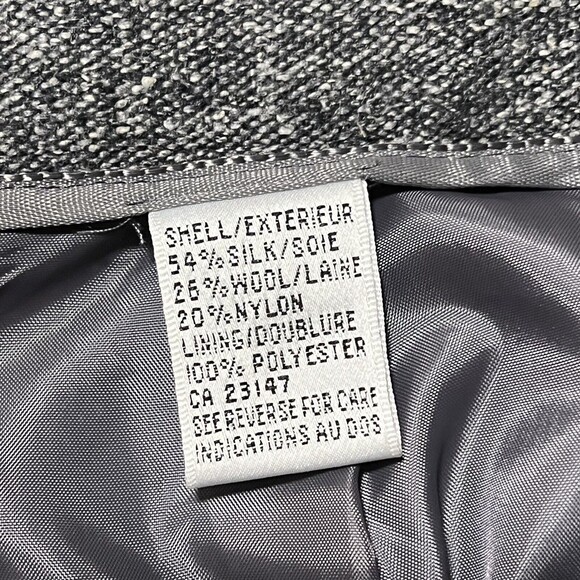 SHELL/EXTERIEUR
54% SILK/SOIE
26% WOOL/LAINE
20% NYLON
LINING/DOUBLURE
100% POLYESTER
CA 23147
SEE REVERSE FOR CARE
INDICATIONS AU DOS